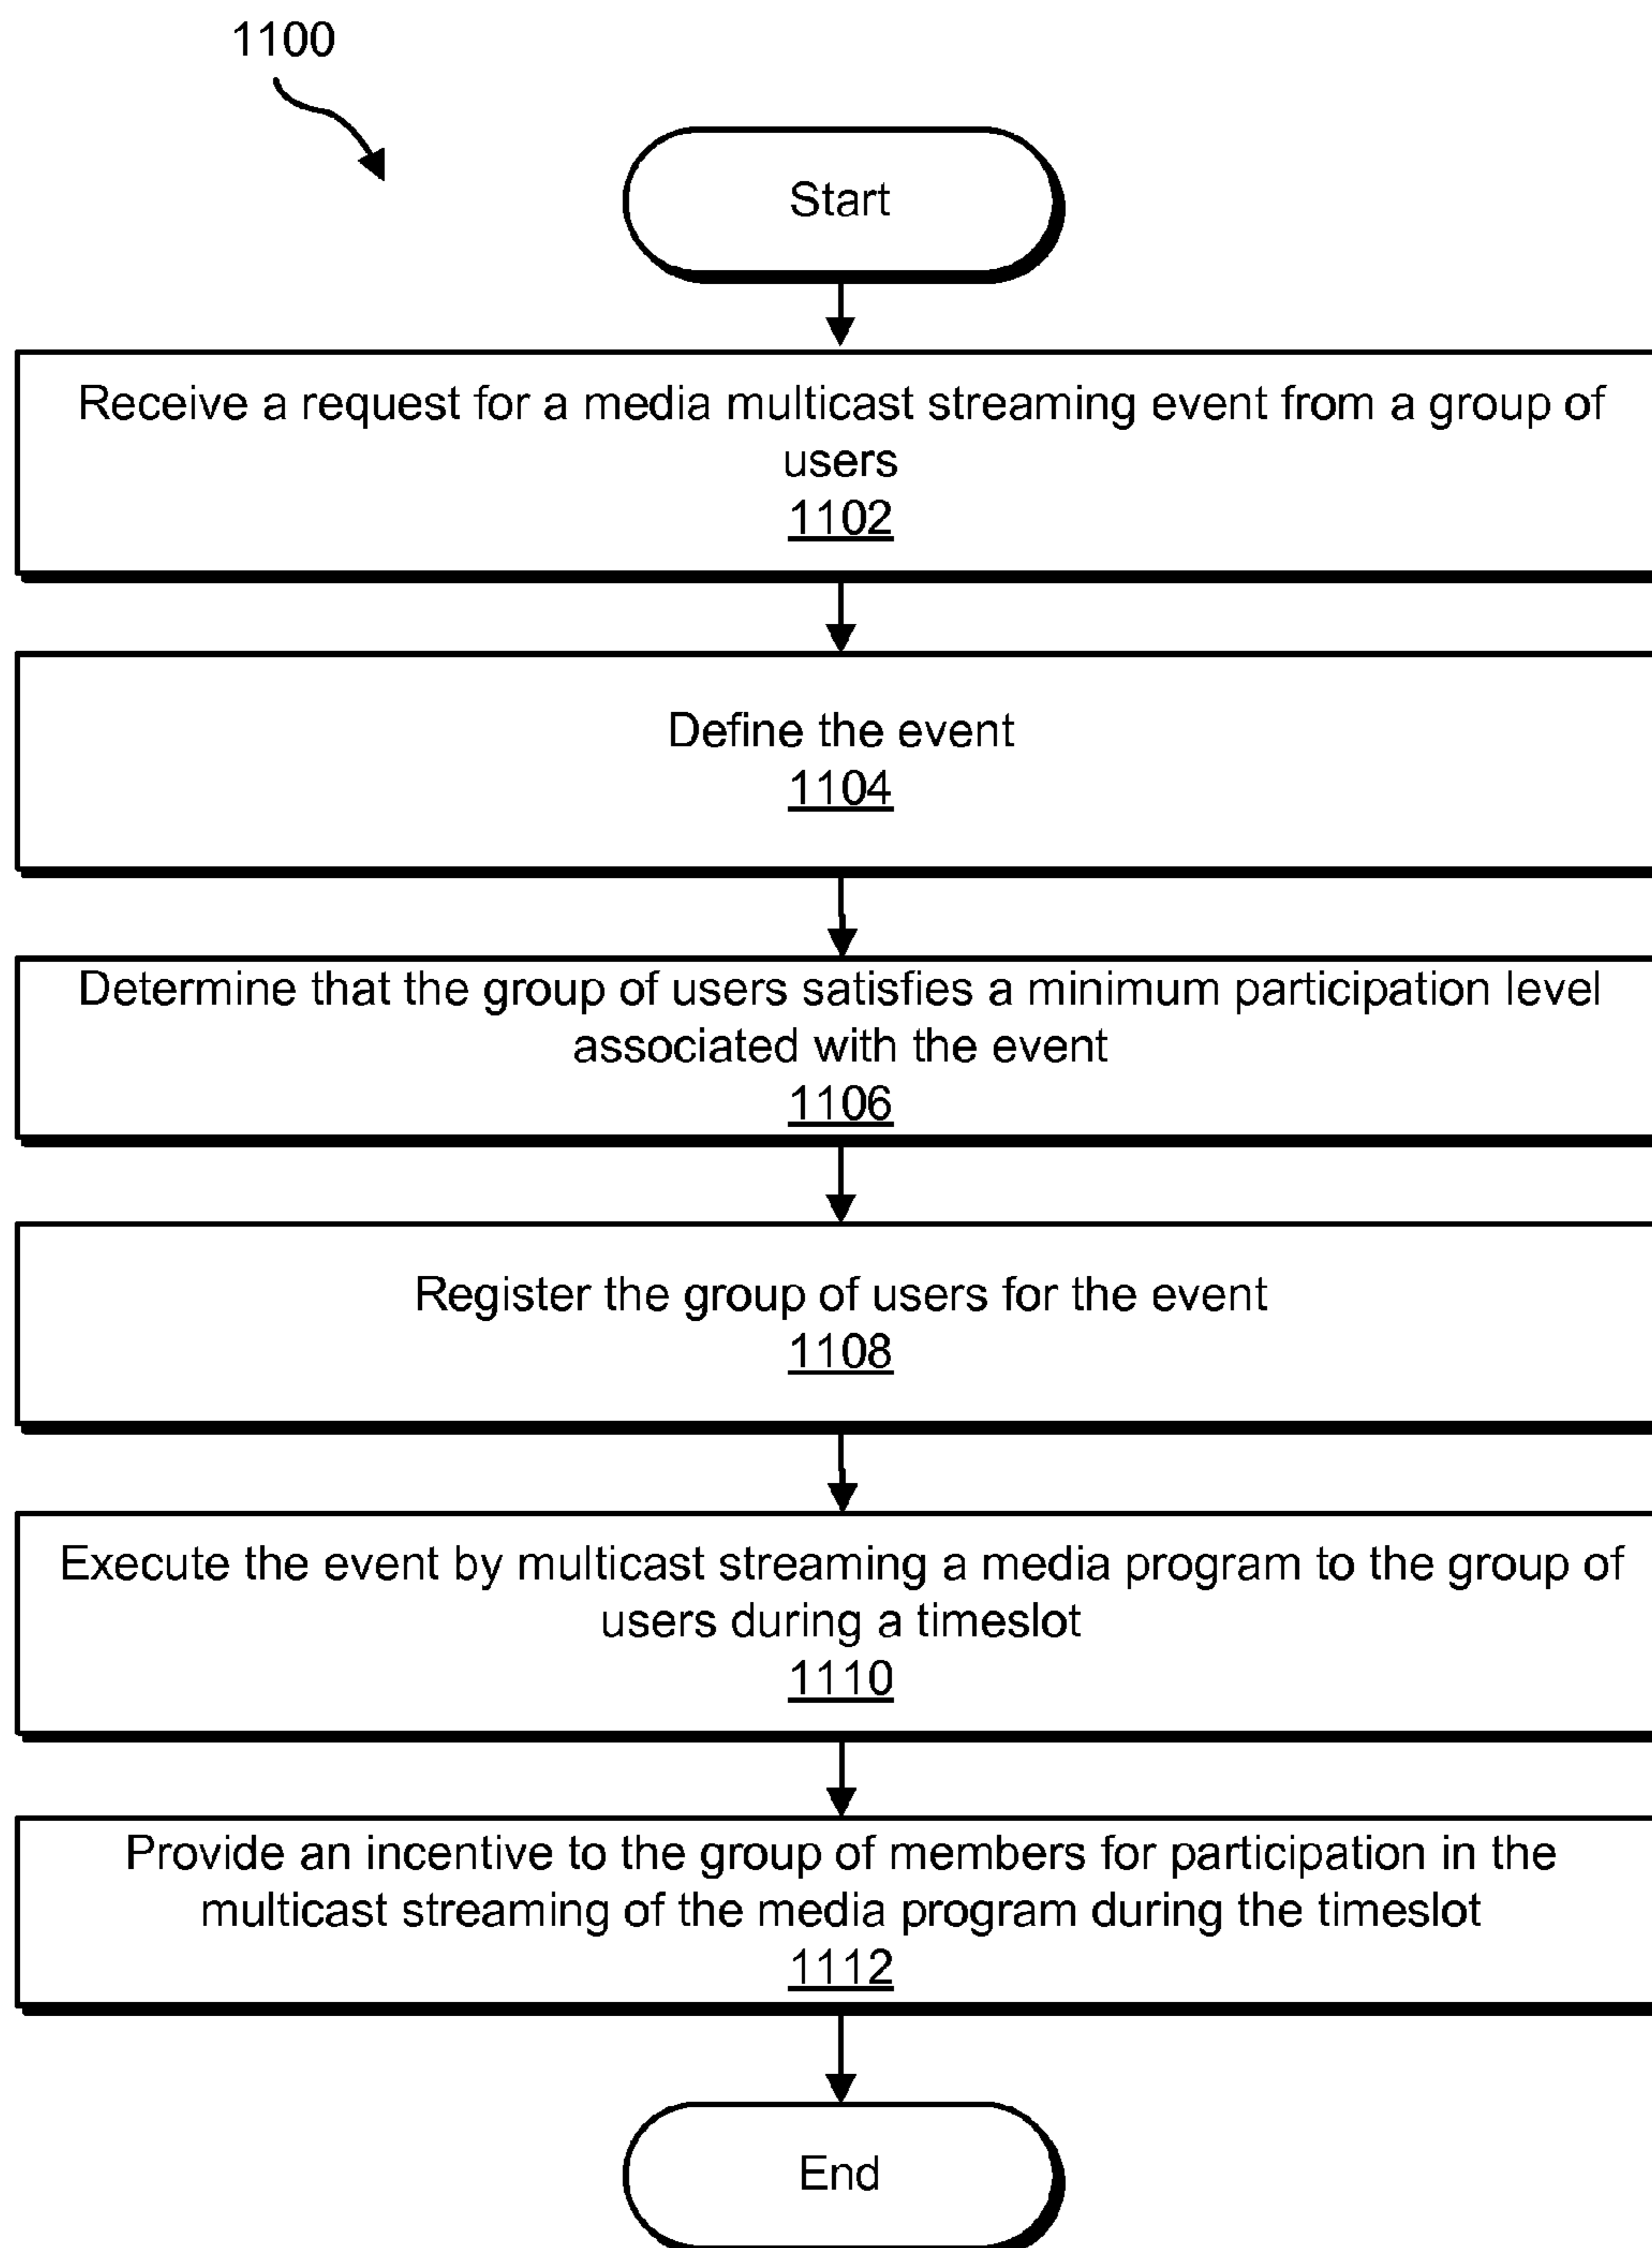 1100
Start
Receive a request for a media multicast streaming event from a group of
users
1102
Define the event
1104
Determine that the group of users satisfies a minimum participation level
associated with the event
1106
Register the group of users for the event
1108
Execute the event by multicast streaming a media program to the group of
users during a timeslot
1110
Provide an incentive to the group of members for participation in the
multicast streaming of the media program during the timeslot
1112
End